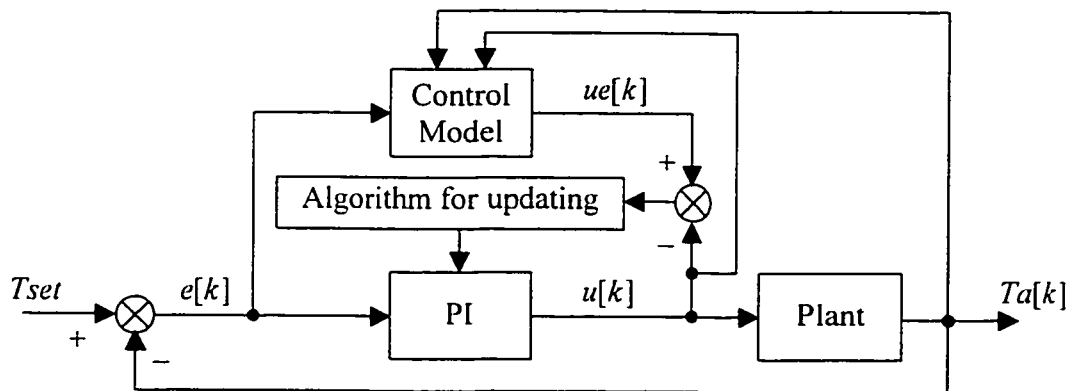 Control
Model
ue[k]
+
Algorithm for updating
−
Tset
e[k]
u[k]
PI
Plant
Ta[k]
+
−